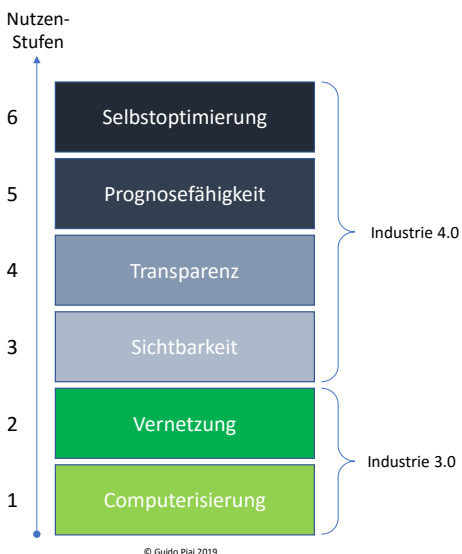 Nutzen-
Stufen
6
Selbstoptimierung
5
Prognosefähigkeit
Industrie 4.0
4
Transparenz
3
Sichtbarkeit
2
Vernetzung
Industrie 3.0
1
Computerisierung
© Guido Piai 2019